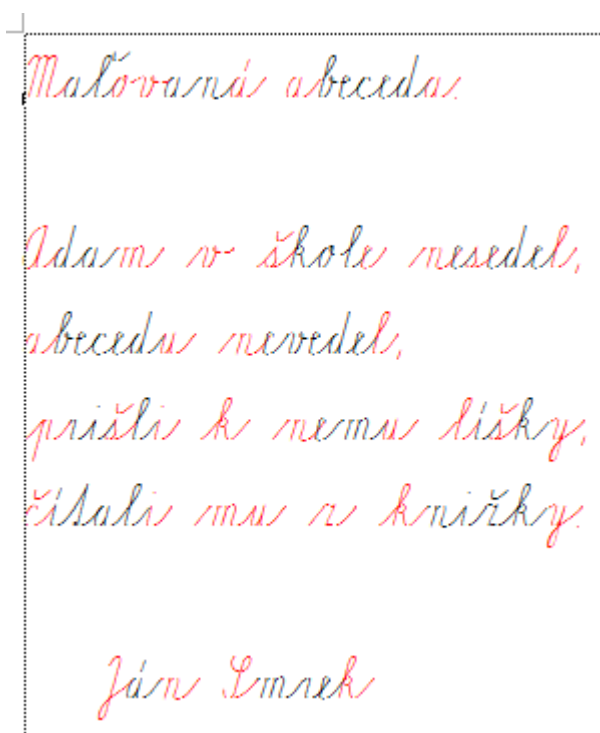 Maľovaná abeceda.
Adam v škole nesedel,
abecedu nevedel,
prišli k nemu líšky,
čítali mu z knižky.
Ján Smrek